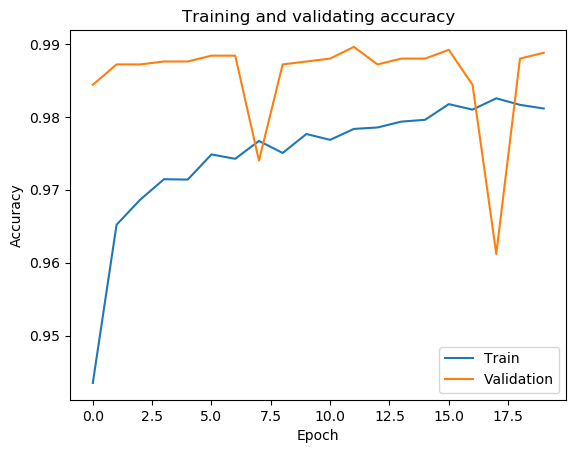 Training and validating accuracy
0.99
0.98
0.97
0.96
0.95
Accuracy
0.0 2.5 5.0 7.5 10.0 12.5 15.0 17.5
Epoch
Train
Validation